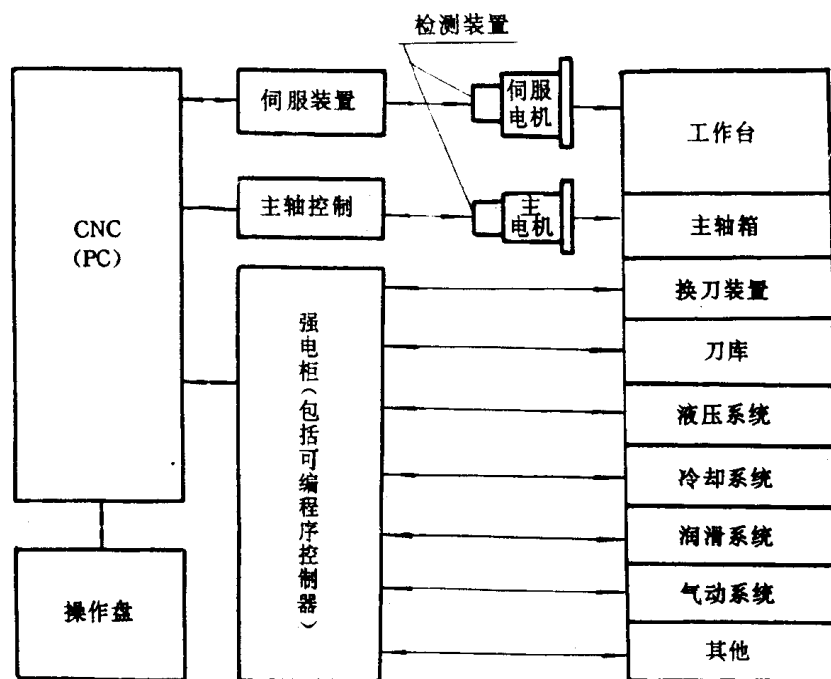 检测装置
CNC
(PC)
伺服装置
伺服
电机
工作台
主轴控制
主
电机
主轴箱
强电柜（包括可编程序控制器）
换刀装置
刀库
液压系统
冷却系统
润滑系统
气动系统
其他
操作盘